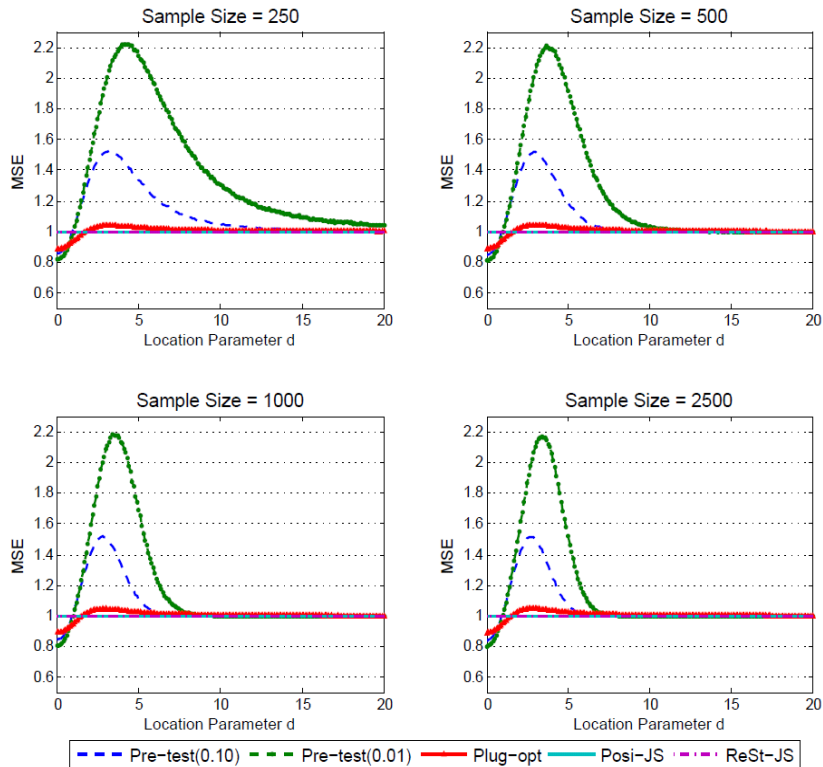 Sample Size = 250
2.2
2
1.8
1.6
1.4
1.2
1
0.8
0.6
MSE
0 5 10 15 20
Location Parameter d
Sample Size = 500
2.2
2
1.8
1.6
1.4
1.2
1
0.8
0.6
MSE
0 5 10 15 20
Location Parameter d
Sample Size = 1000
2.2
2
1.8
1.6
1.4
1.2
1
0.8
0.6
MSE
0 5 10 15 20
Location Parameter d
Sample Size = 2500
2.2
2
1.8
1.6
1.4
1.2
1
0.8
0.6
MSE
0 5 10 15 20
Location Parameter d
Pre-test(0.10) Pre-test(0.01) Plug-opt Posi-JS ReSt-JS